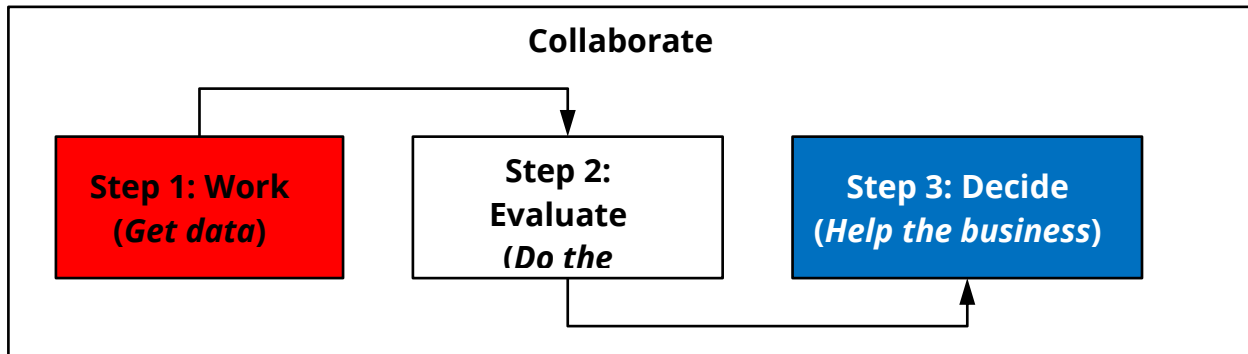 Collaborate
Step 1: Work
(Get data)
Step 2:
Evaluate
(Do the
Step 3: Decide
(Help the business)